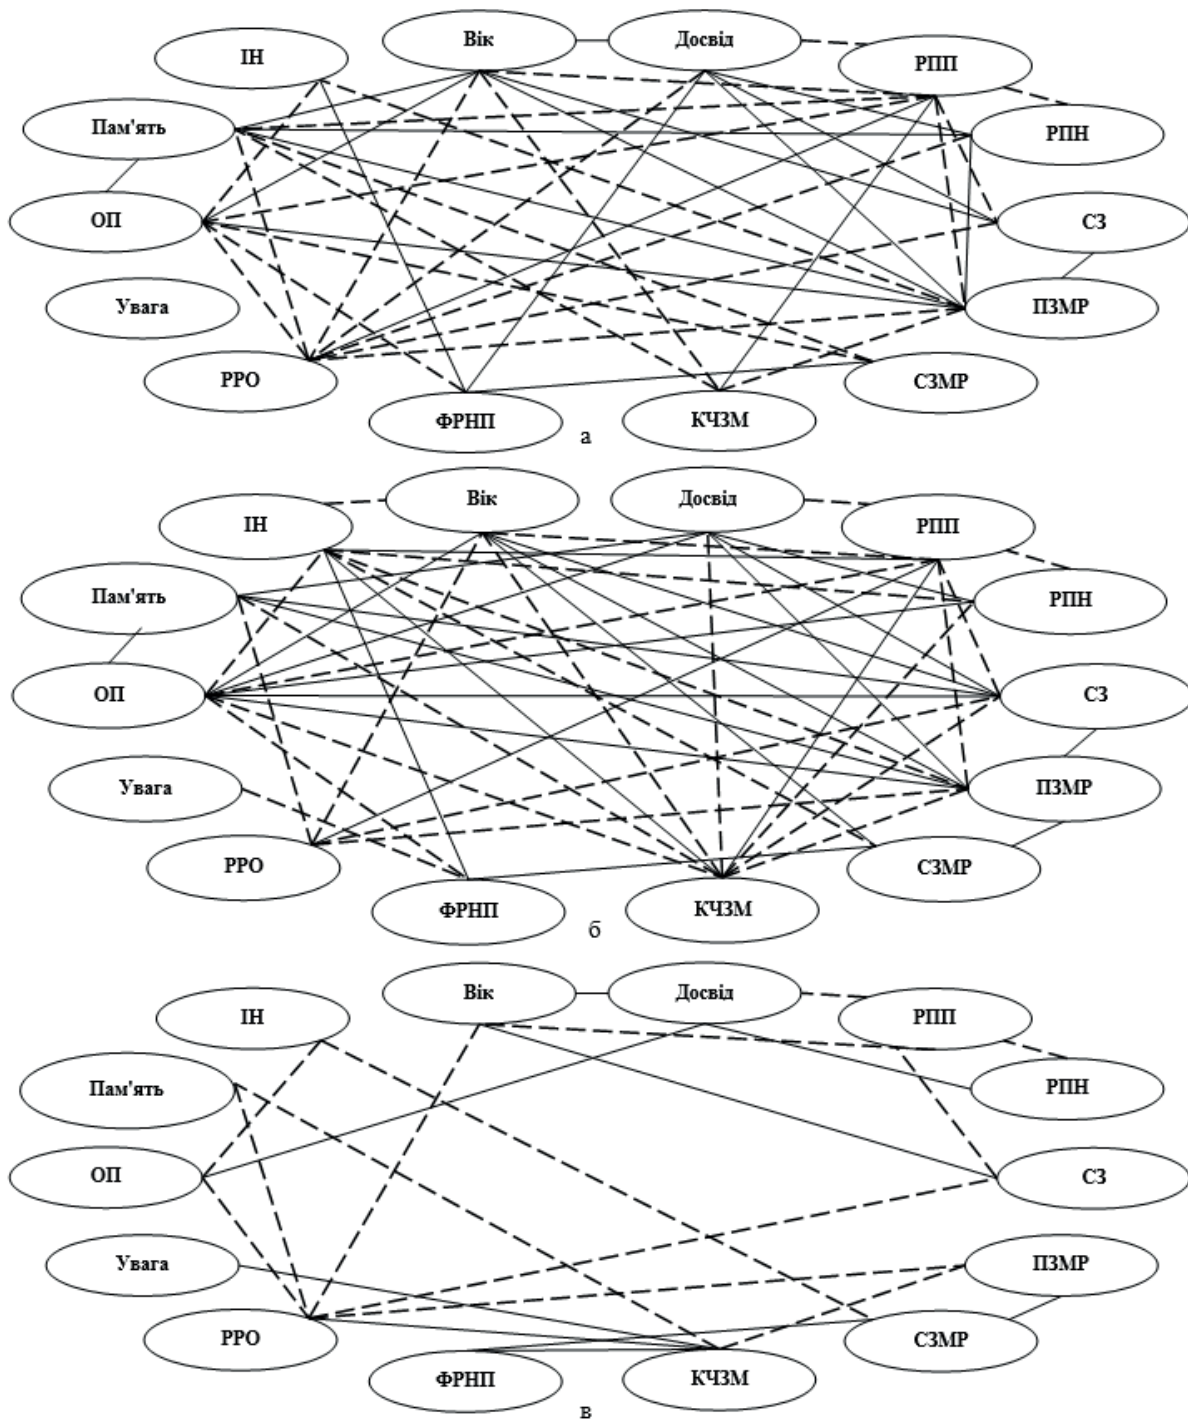 Вік
Досвід
ІН
РПП
Пам'ять
РПН
ОП
СЗ
Увага
ПЗМР
РРО
СЗМР
ФРНП
КЧЗМ
а
Вік
Досвід
ІН
РПП
Пам'ять
РПН
ОП
СЗ
Увага
ПЗМР
РРО
СЗМР
ФРНП
КЧЗМ
б
Вік
Досвід
ІН
РПП
Пам'ять
РПН
ОП
СЗ
Увага
ПЗМР
РРО
СЗМР
ФРНП
КЧЗМ
в